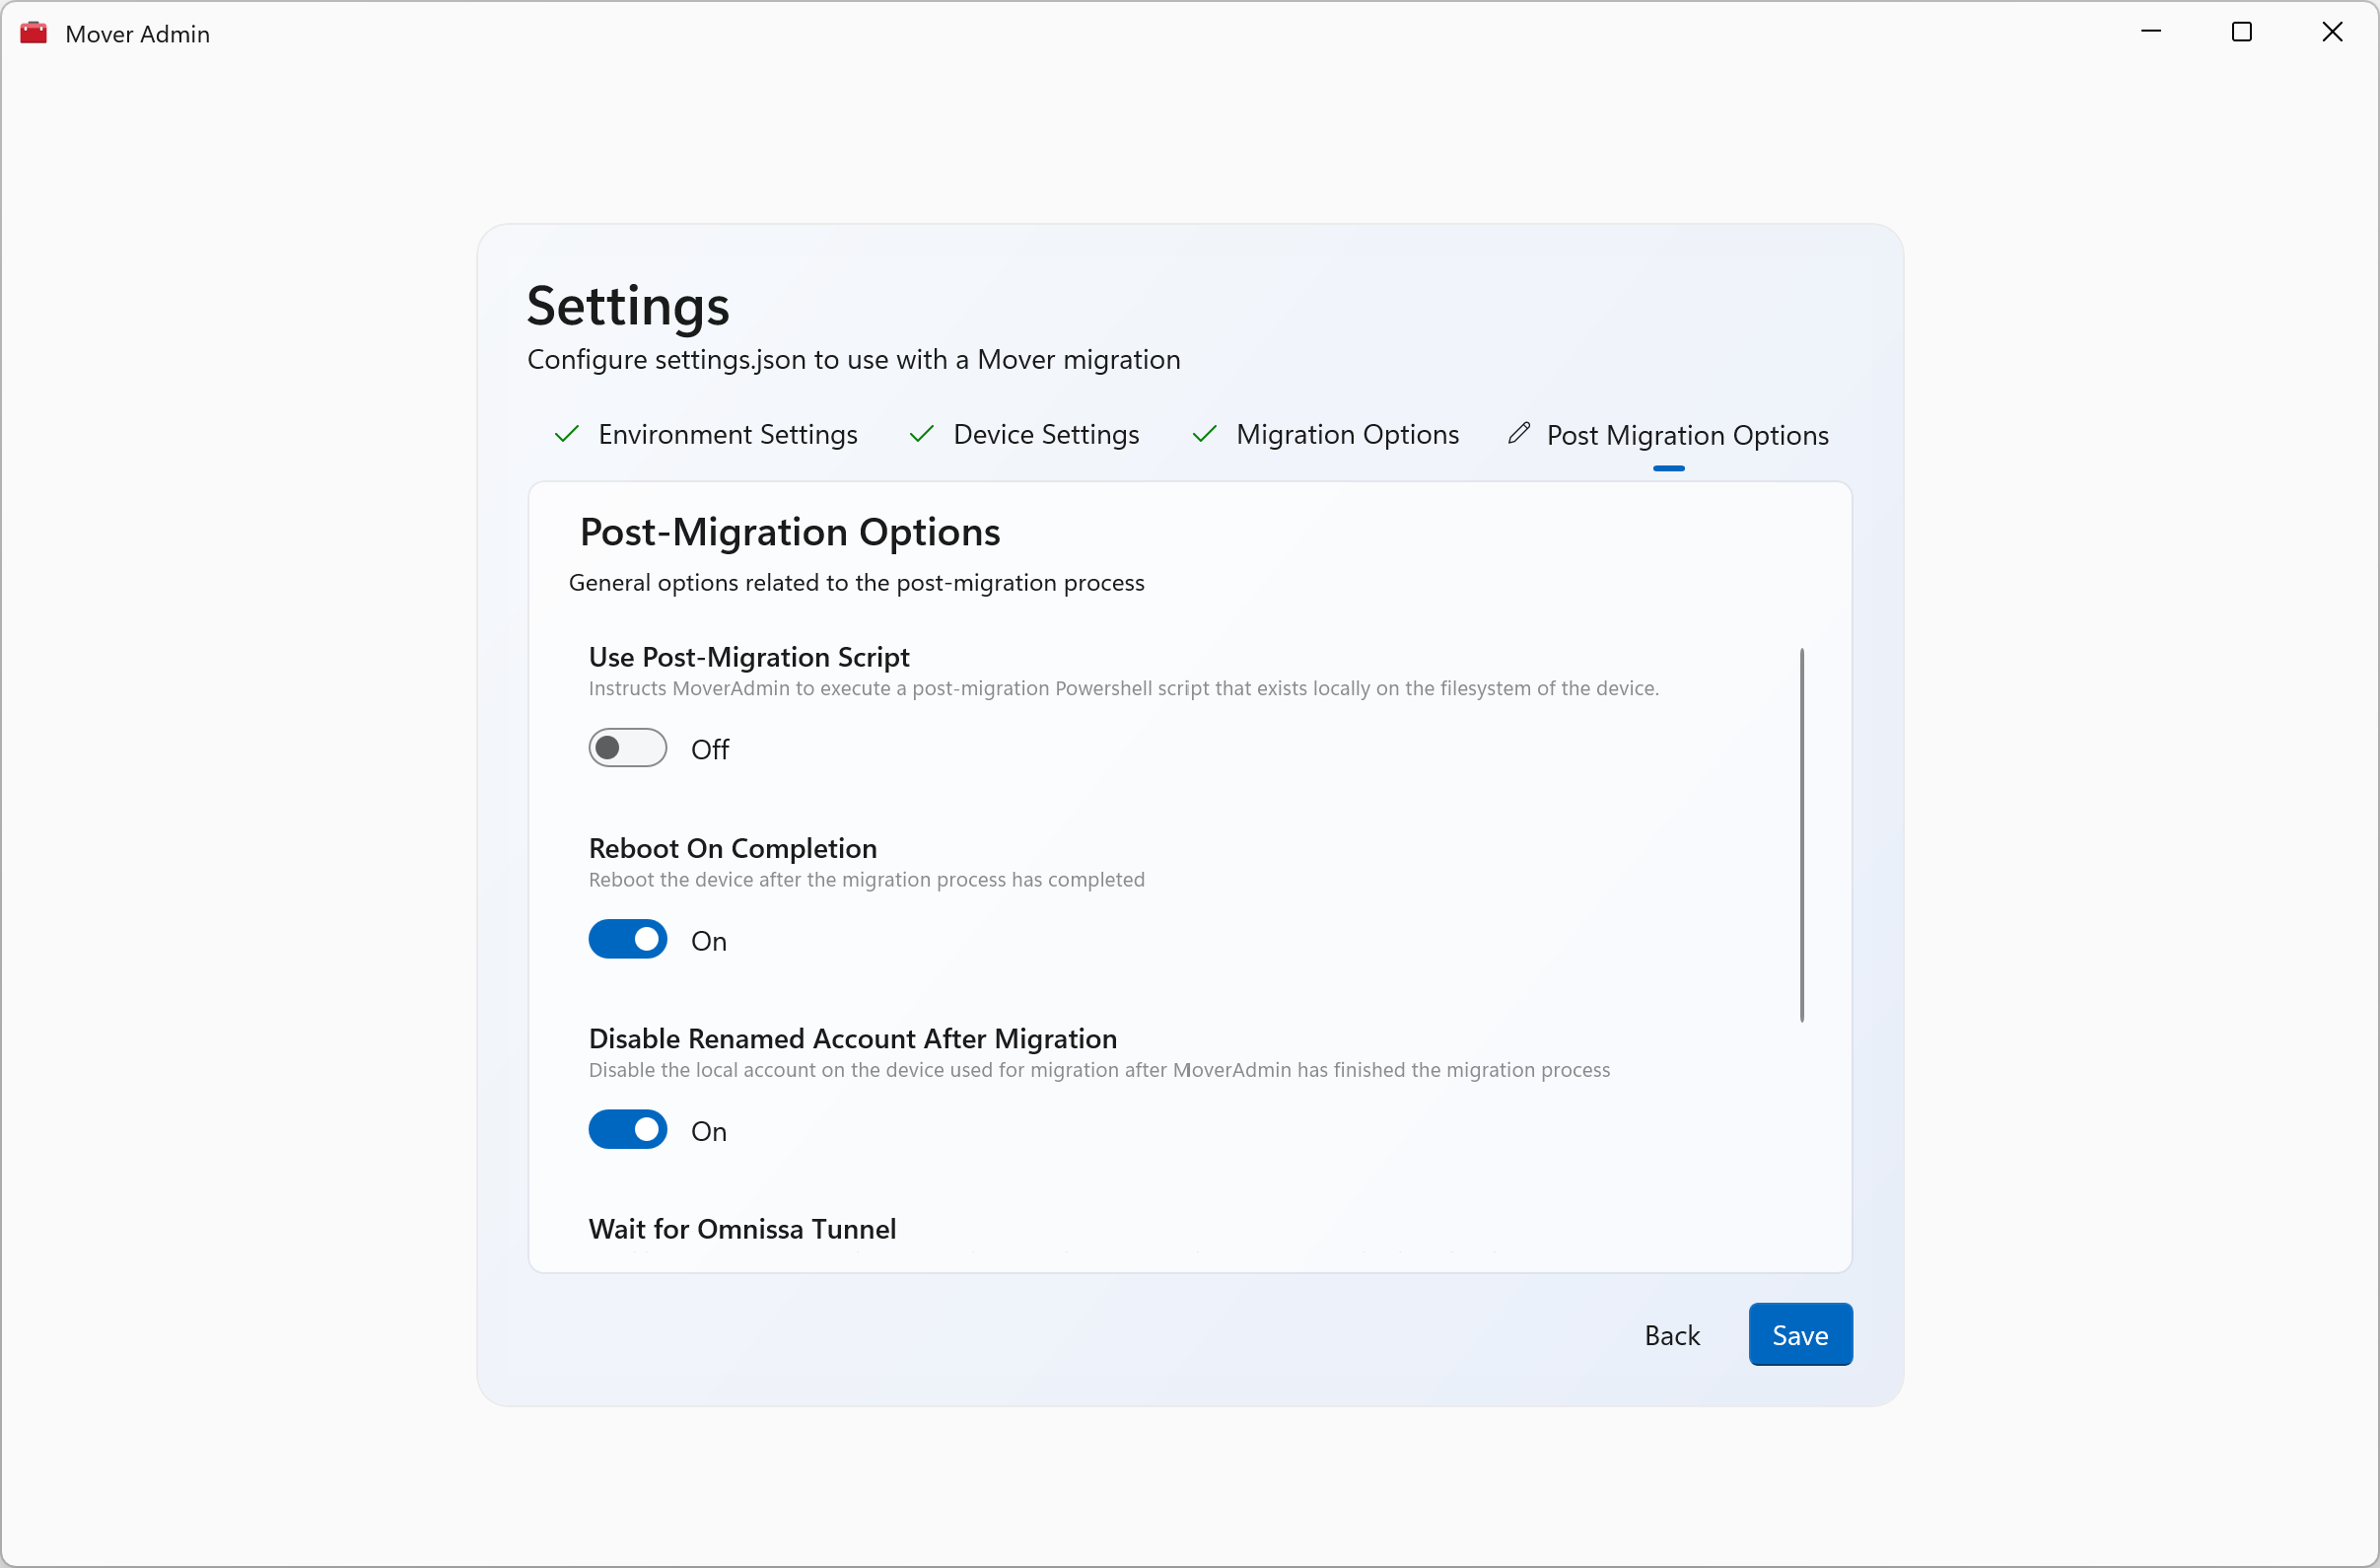 Mover Admin
Settings
Configure settings.json to use with a Mover migration
Environment Settings
Device Settings
Migration Options
Post Migration Options
Post-Migration Options
General options related to the post-migration process
Use Post-Migration Script
Instructs MoverAdmin to execute a post-migration Powershell script that exists locally on the filesystem of the device.
Off
Reboot On Completion
Reboot the device after the migration process has completed
On
Disable Renamed Account After Migration
Disable the local account on the device used for migration after MoverAdmin has finished the migration process
On
Wait for Omnissa Tunnel
Back
Save